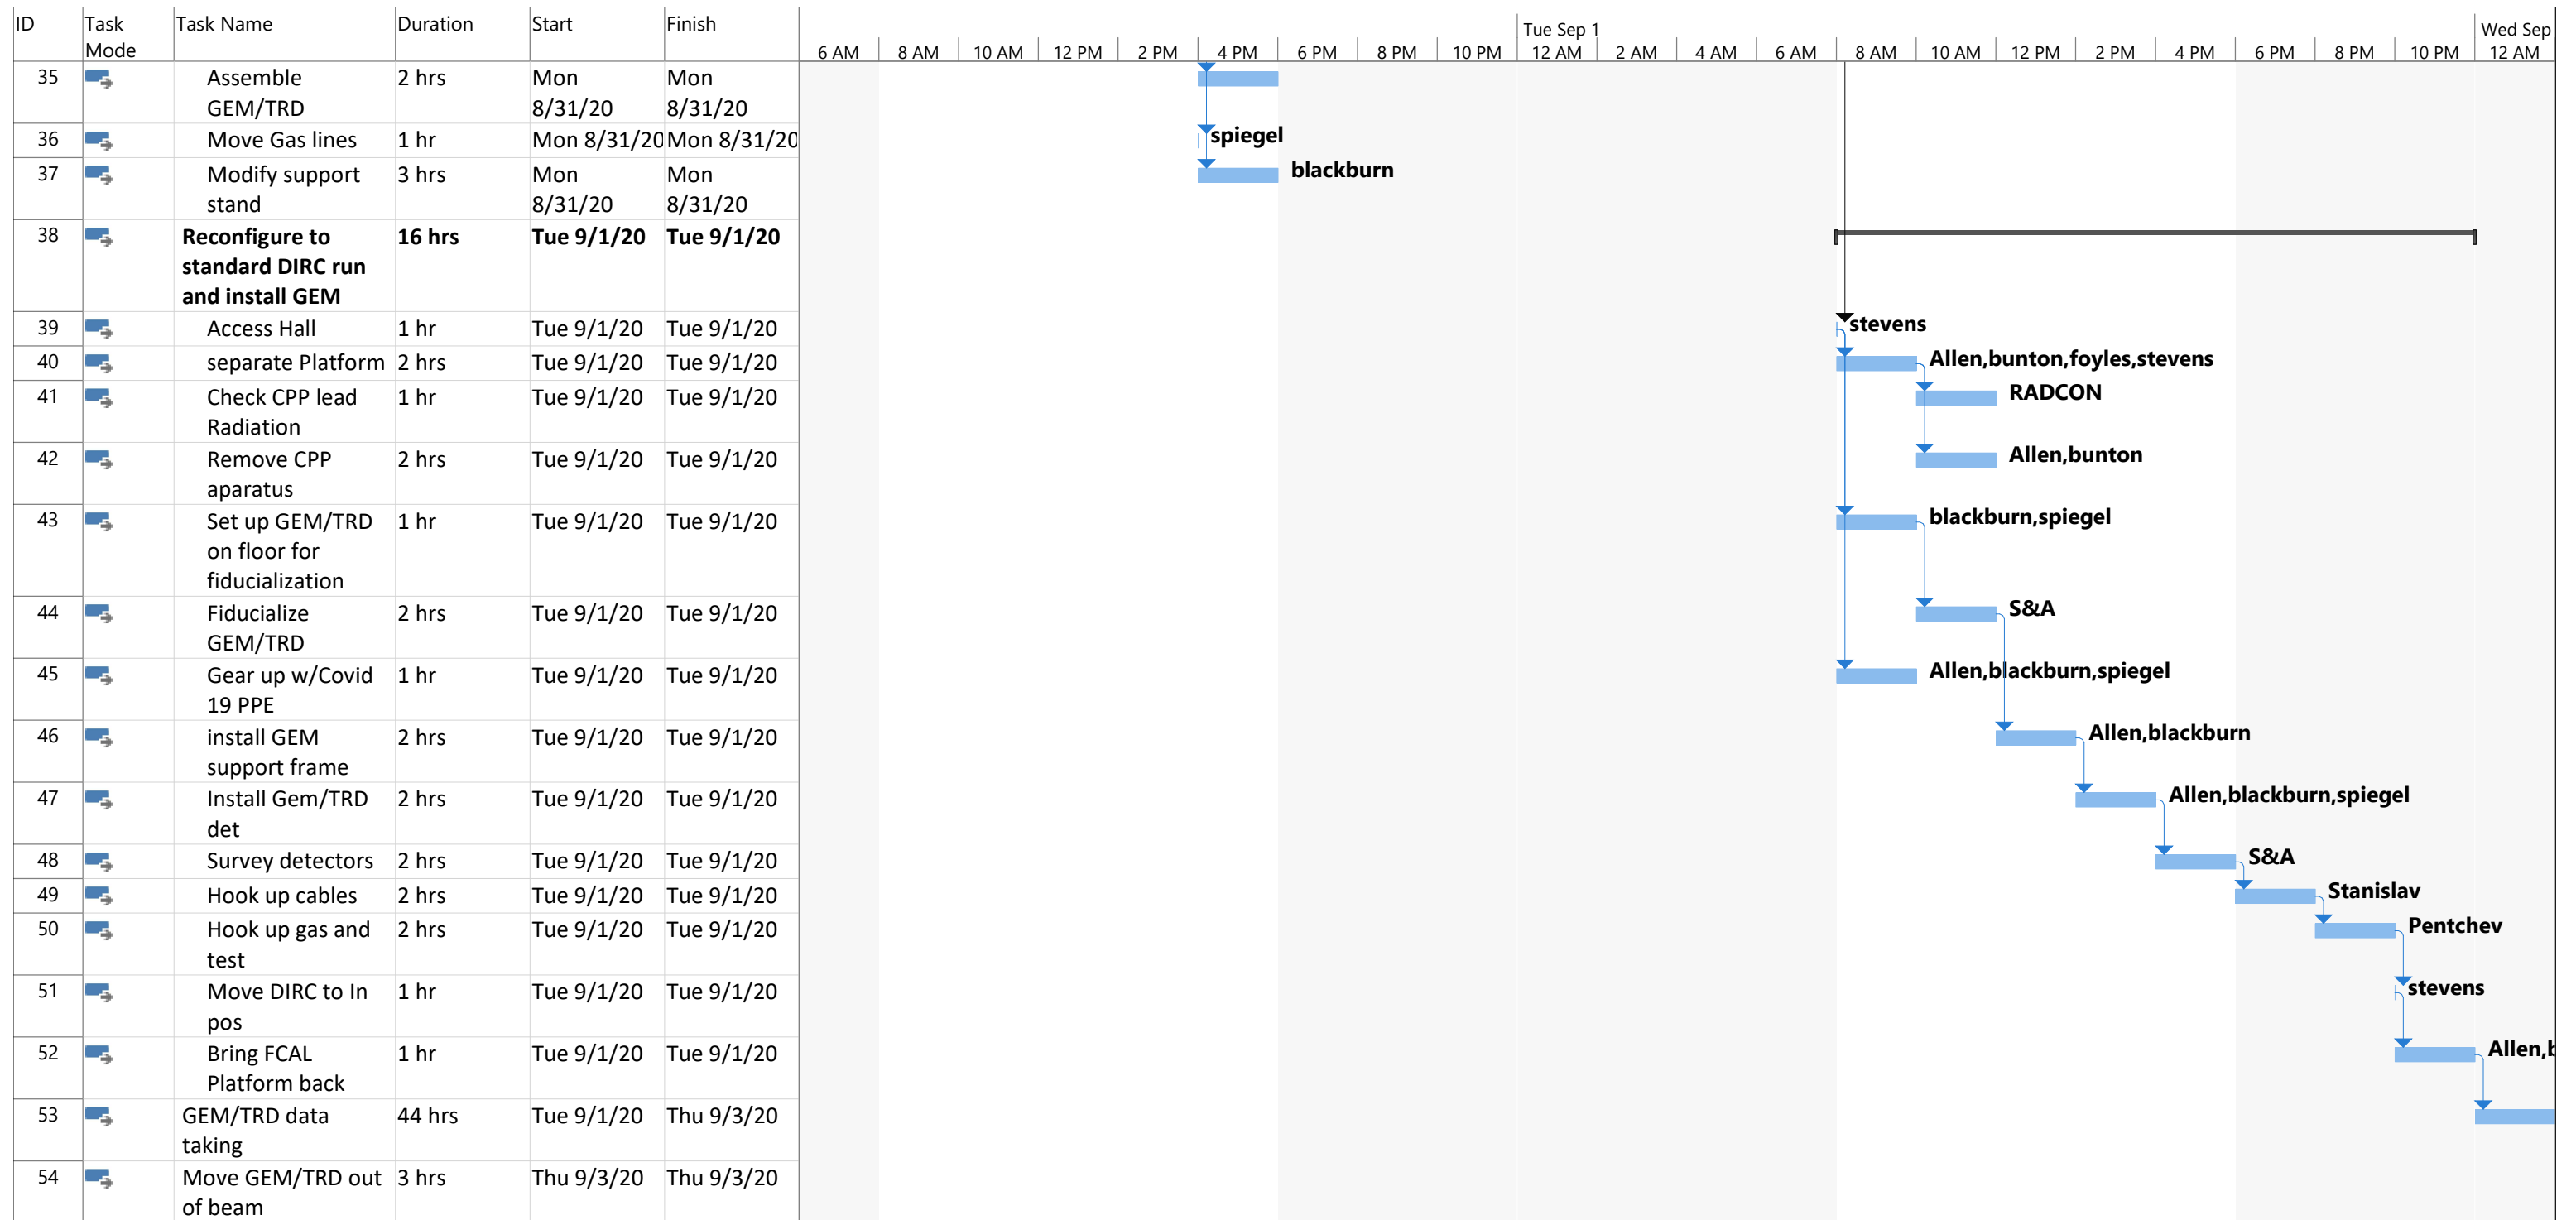 ID Task Mode Task Name Duration Start Finish
Tue Sep 1 Wed Sep
6 AM 8 AM 10 AM 12 PM 2 PM 4 PM 6 PM 8 PM 10 PM 12 AM 2 AM 4 AM 6 AM 8 AM 10 AM 12 PM 2 PM 4 PM 6 PM 8 PM 10 PM 12 AM
35 Assemble GEM/TRD 2 hrs Mon 8/31/20 Mon 8/31/20
36 Move Gas lines 1 hr Mon 8/31/20 Mon 8/31/20 spiegel
37 Modify support stand 3 hrs Mon 8/31/20 Mon 8/31/20 blackburn
38 Reconfigure to standard DIRC run and install GEM 16 hrs Tue 9/1/20 Tue 9/1/20
39 Access Hall 1 hr Tue 9/1/20 Tue 9/1/20 stevens
40 separate Platform 2 hrs Tue 9/1/20 Tue 9/1/20 Allen,bunton,foyles,stevens
41 Check CPP lead Radiation 1 hr Tue 9/1/20 Tue 9/1/20 RADCON
42 Remove CPP aparatus 2 hrs Tue 9/1/20 Tue 9/1/20 Allen,bunton
43 Set up GEM/TRD on floor for fiducialization 1 hr Tue 9/1/20 Tue 9/1/20 blackburn,spiegel
44 Fiducialize GEM/TRD 2 hrs Tue 9/1/20 Tue 9/1/20 S&A
45 Gear up w/Covid 19 PPE 1 hr Tue 9/1/20 Tue 9/1/20 Allen,blackburn,spiegel
46 install GEM support frame 2 hrs Tue 9/1/20 Tue 9/1/20 Allen,blackburn
47 Install Gem/TRD det 2 hrs Tue 9/1/20 Tue 9/1/20 Allen,blackburn,spiegel
48 Survey detectors 2 hrs Tue 9/1/20 Tue 9/1/20 S&A
49 Hook up cables 2 hrs Tue 9/1/20 Tue 9/1/20 Stanislav
50 Hook up gas and test 2 hrs Tue 9/1/20 Tue 9/1/20 Pentchev
51 Move DIRC to In pos 1 hr Tue 9/1/20 Tue 9/1/20 stevens
52 Bring FCAL Platform back 1 hr Tue 9/1/20 Tue 9/1/20 Allen,
53 GEM/TRD data taking 44 hrs Tue 9/1/20 Thu 9/3/20
54 Move GEM/TRD out of beam 3 hrs Thu 9/3/20 Thu 9/3/20